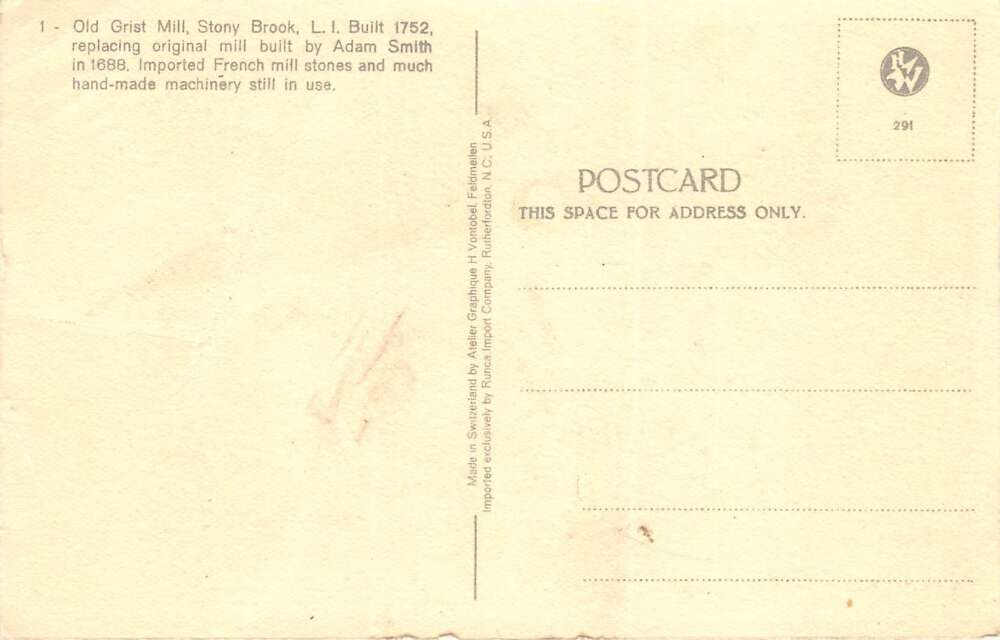 1 - Old Grist Mill, Stony Brook, L. I. Built 1752,
replacing original mill built by Adam Smith
in 1688. Imported French mill stones and much
hand-made machinery still in use.
Made in Switzerland by Atelier Graphique H Vontobel, Feldmeilen
Imported exclusively by Runca Import Company, Rutherfordton, N.C. U.S.A.
291
POSTCARD
THIS SPACE FOR ADDRESS ONLY.